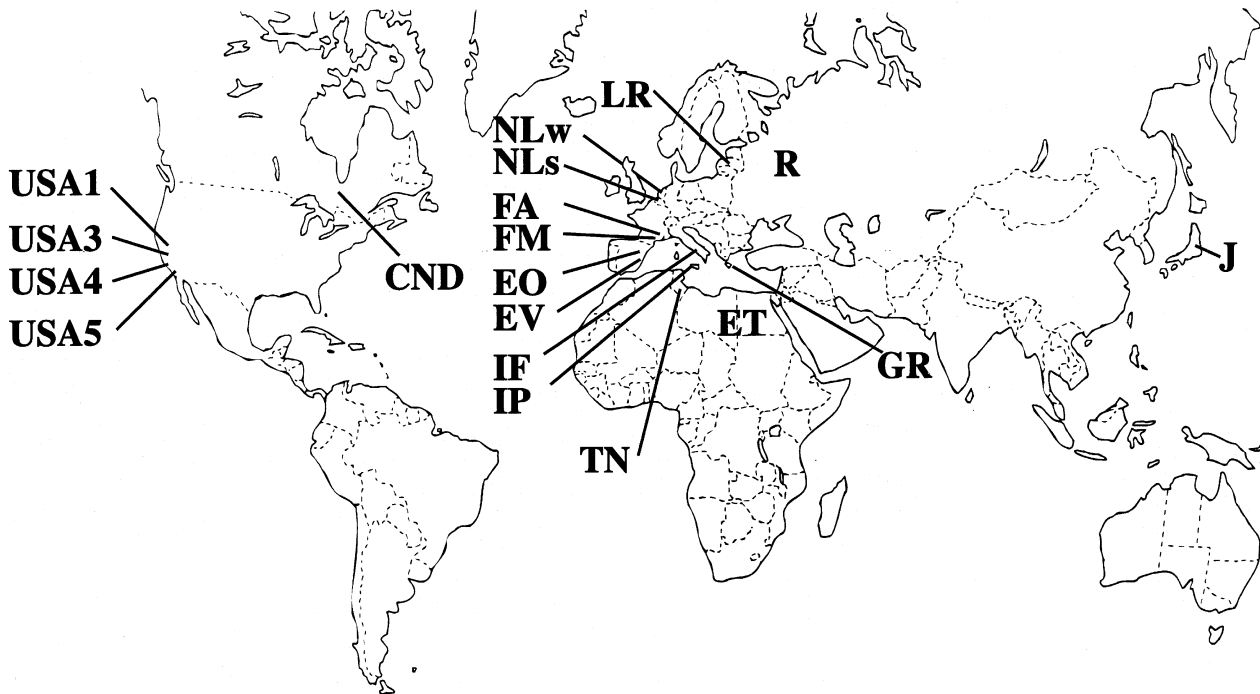 USA1
USA3
USA4
USA5
CND
LR
NLw
NLs
FA
FM
EO
EV
IF
IP
TN
R
ET
GR
J